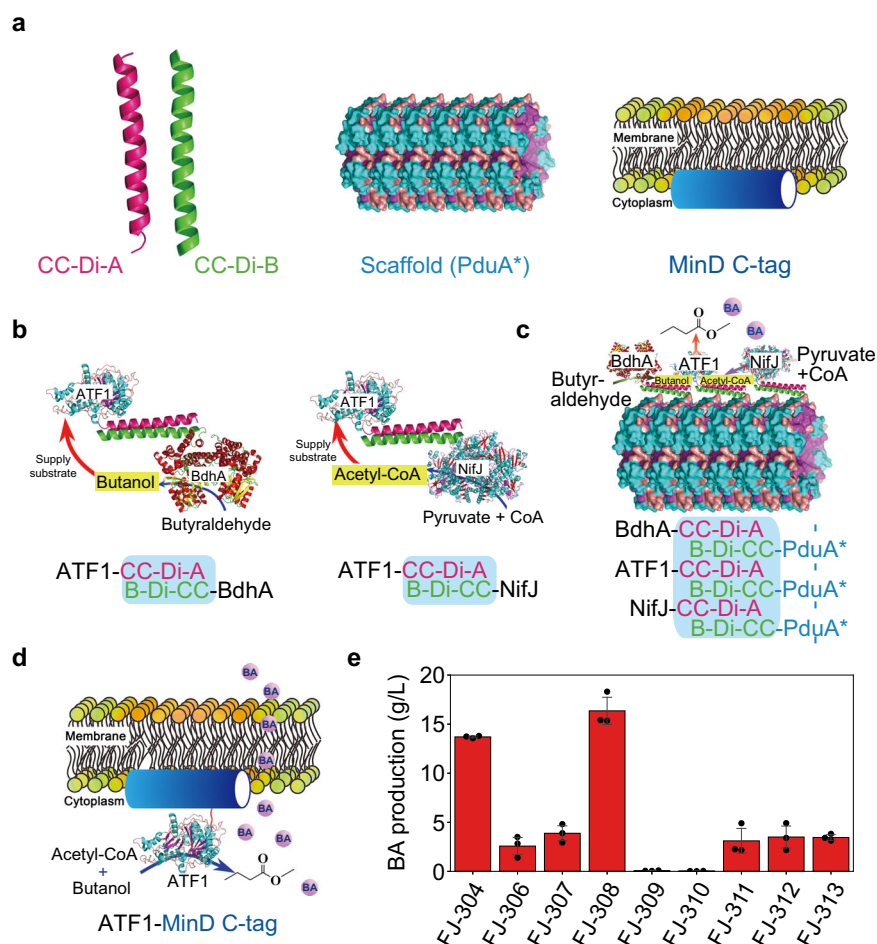 a
CC-Di-A
CC-Di-B
Scaffold (PduA*)
Membrane
Cytoplasm
MinD C-tag
b
ATF1
Supply
substrate
Butanol
BdhA
Butyraldehyde
ATF1-CC-Di-A
B-Di-CC-BdhA
ATF1
Supply
substrate
Acetyl-CoA
NifJ
Pyruvate + CoA
ATF1-CC-Di-A
B-Di-CC-NifJ
c
BA
BA
O
O
BdhA
ATF1
NifJ
Pyruvate
+CoA
Butyr-
aldehyde
Butanol
Acetyl-CoA
BdhA-CC-Di-A
B-Di-CC-PduA*
ATF1-CC-Di-A
B-Di-CC-PduA*
NifJ-CC-Di-A
B-Di-CC-PduA*
d
BA
BA
BA
BA
BA
BA
BA
BA
Membrane
Cytoplasm
Acetyl-CoA
+
Butanol
ATF1
O
O
ATF1-MinD C-tag
e
BA production (g/L)
20
15
10
5
0
FJ-304
FJ-306
FJ-307
FJ-308
FJ-309
FJ-310
FJ-311
FJ-312
FJ-313